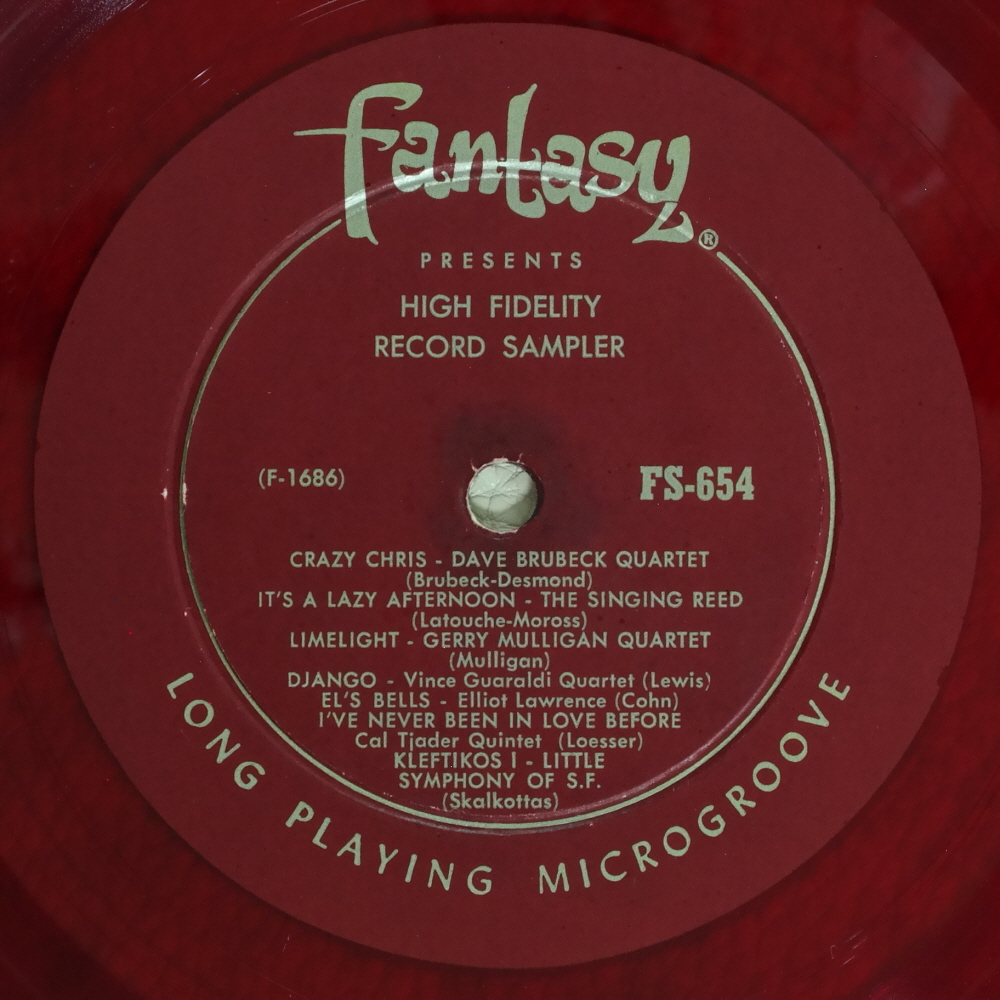 Fantasy®
PRESENTS
HIGH FIDELITY
RECORD SAMPLER
(F-1686) FS-654
CRAZY CHRIS - DAVE BRUBECK QUARTET
(Brubeck-Desmond)
IT'S A LAZY AFTERNOON - THE SINGING REED
(Latouche-Moross)
LIMELIGHT - GERRY MULLIGAN QUARTET
(Mulligan)
DJANGO - Vince Guaraldi Quartet (Lewis)
EL'S BELLS - Elliot Lawrence (Cohn)
I'VE NEVER BEEN IN LOVE BEFORE
Cal Tjader Quintet (Loesser)
KLEFTIKOS I - LITTLE
SYMPHONY OF S.F.
(Skalkottas)
LONG PLAYING MICROGROOVE